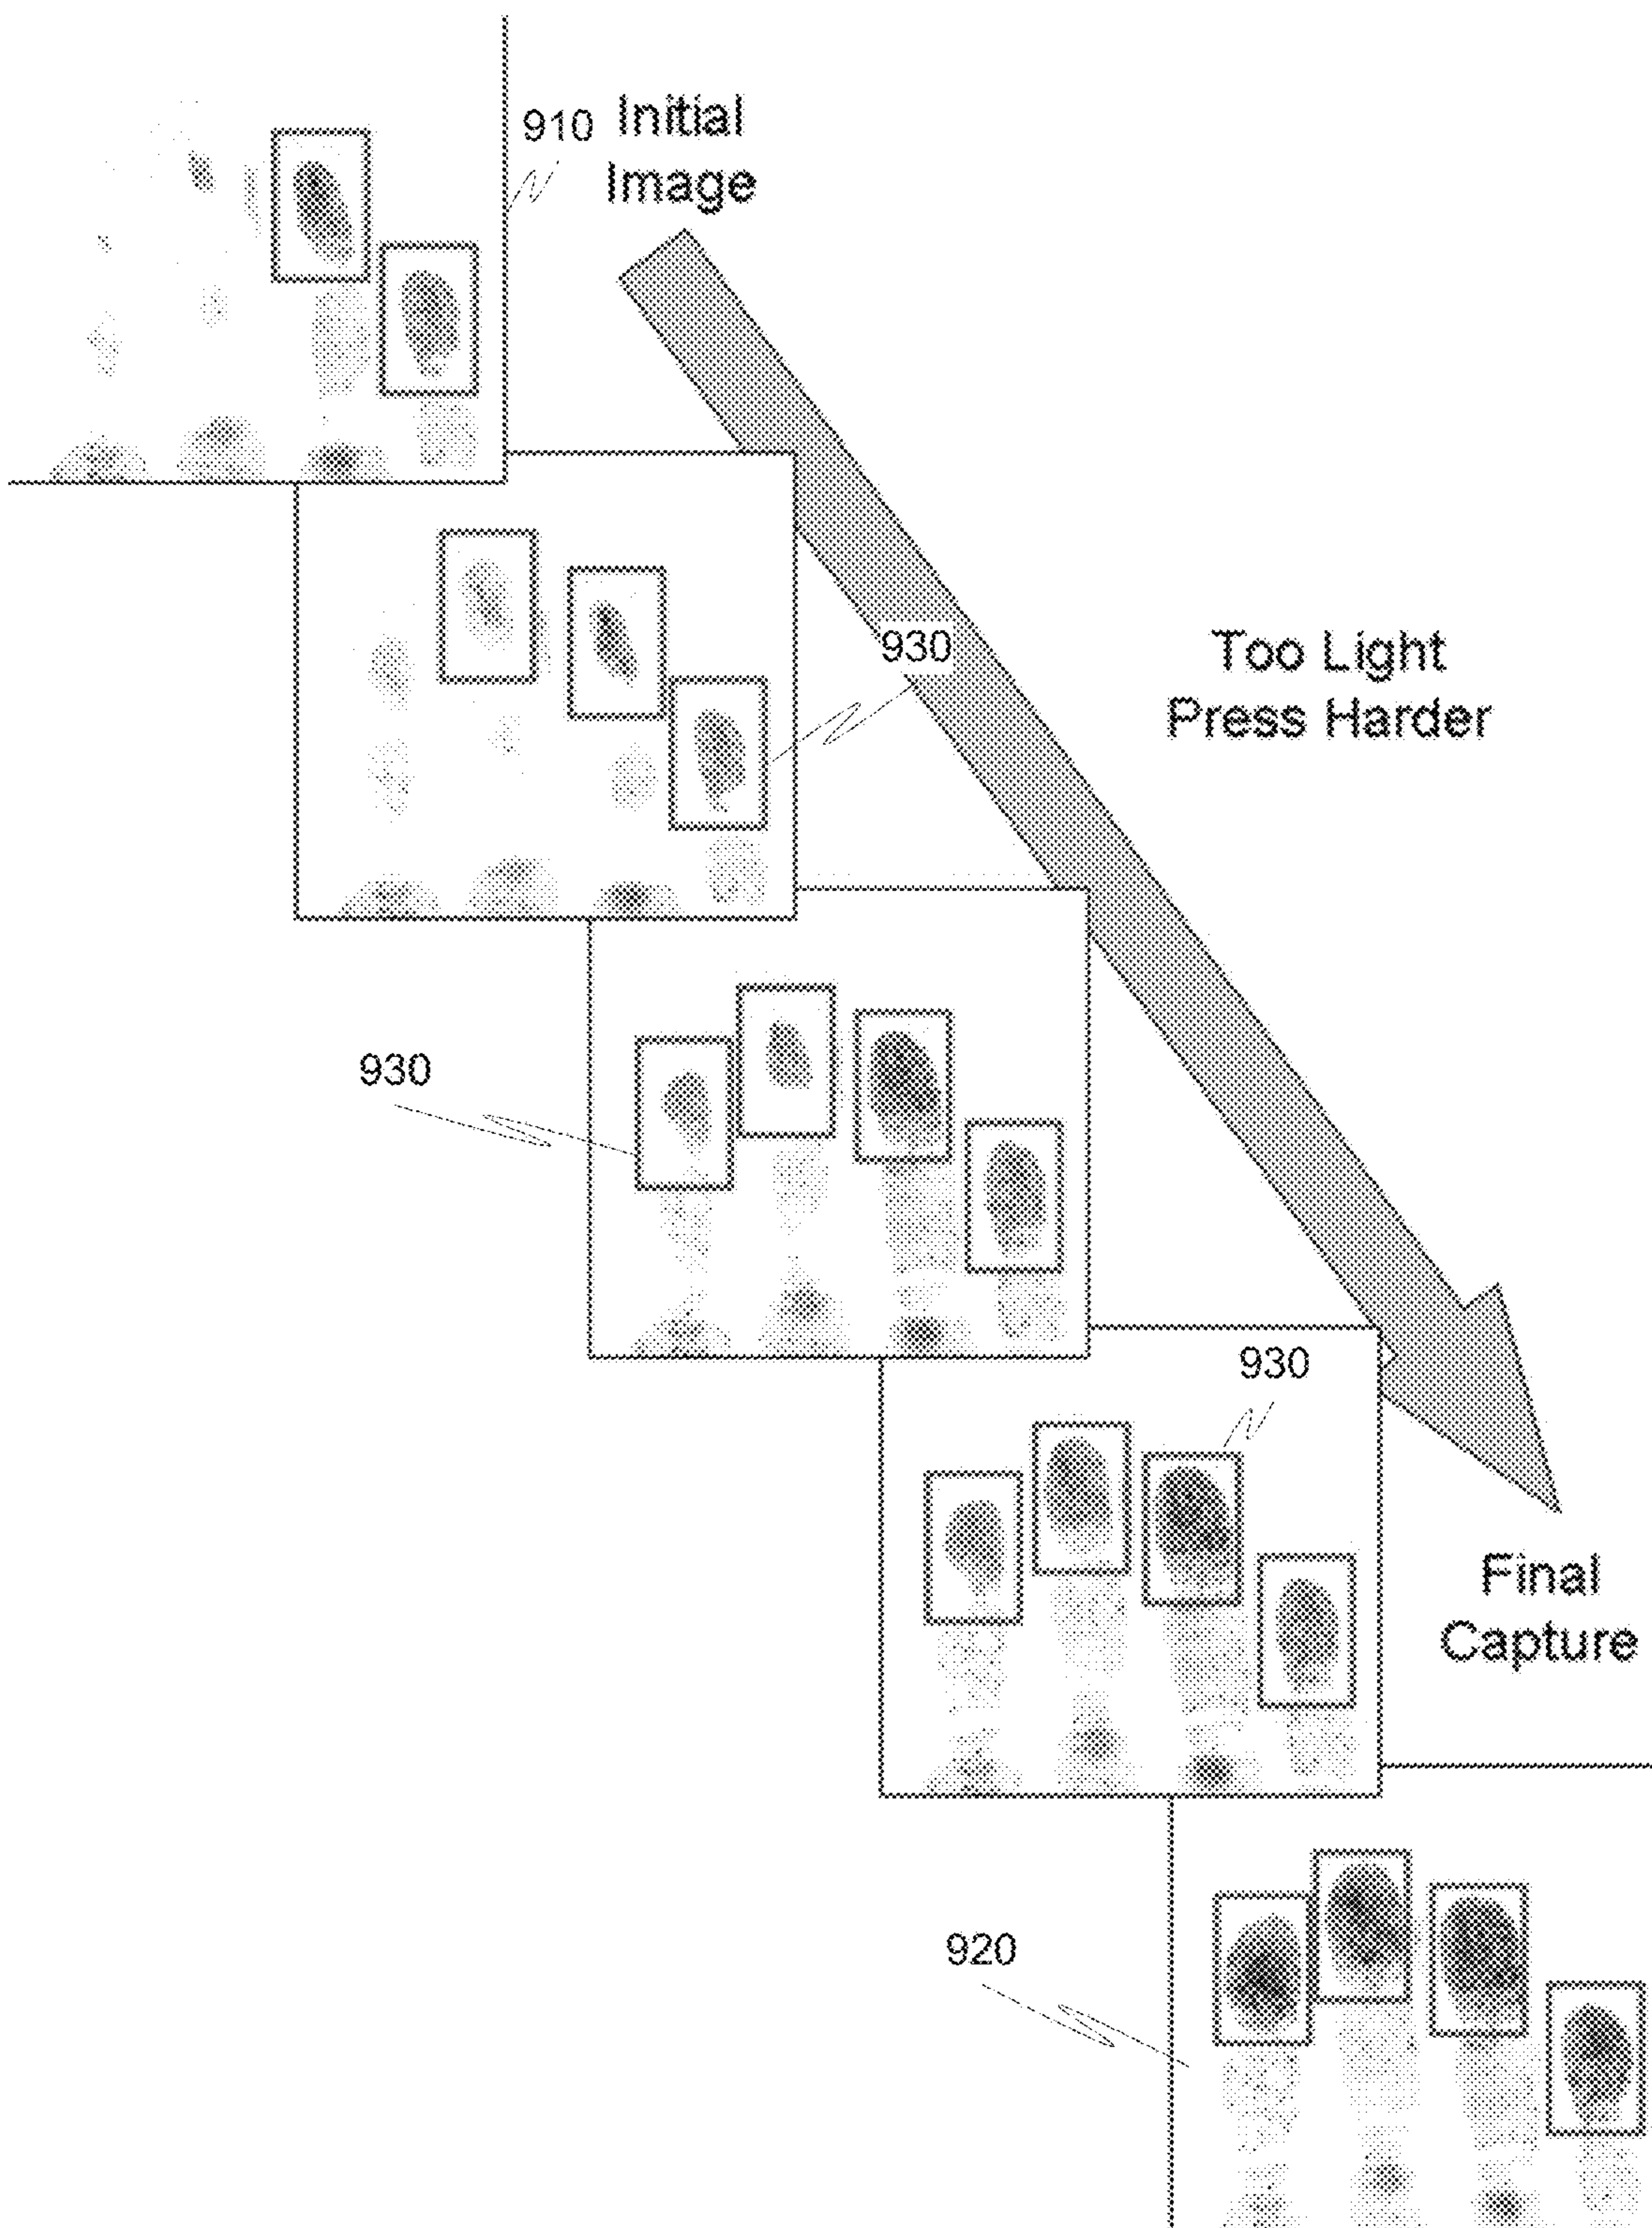 910 Initial
Image
930
Too Light
Press Harder
930
930
Final
Capture
920